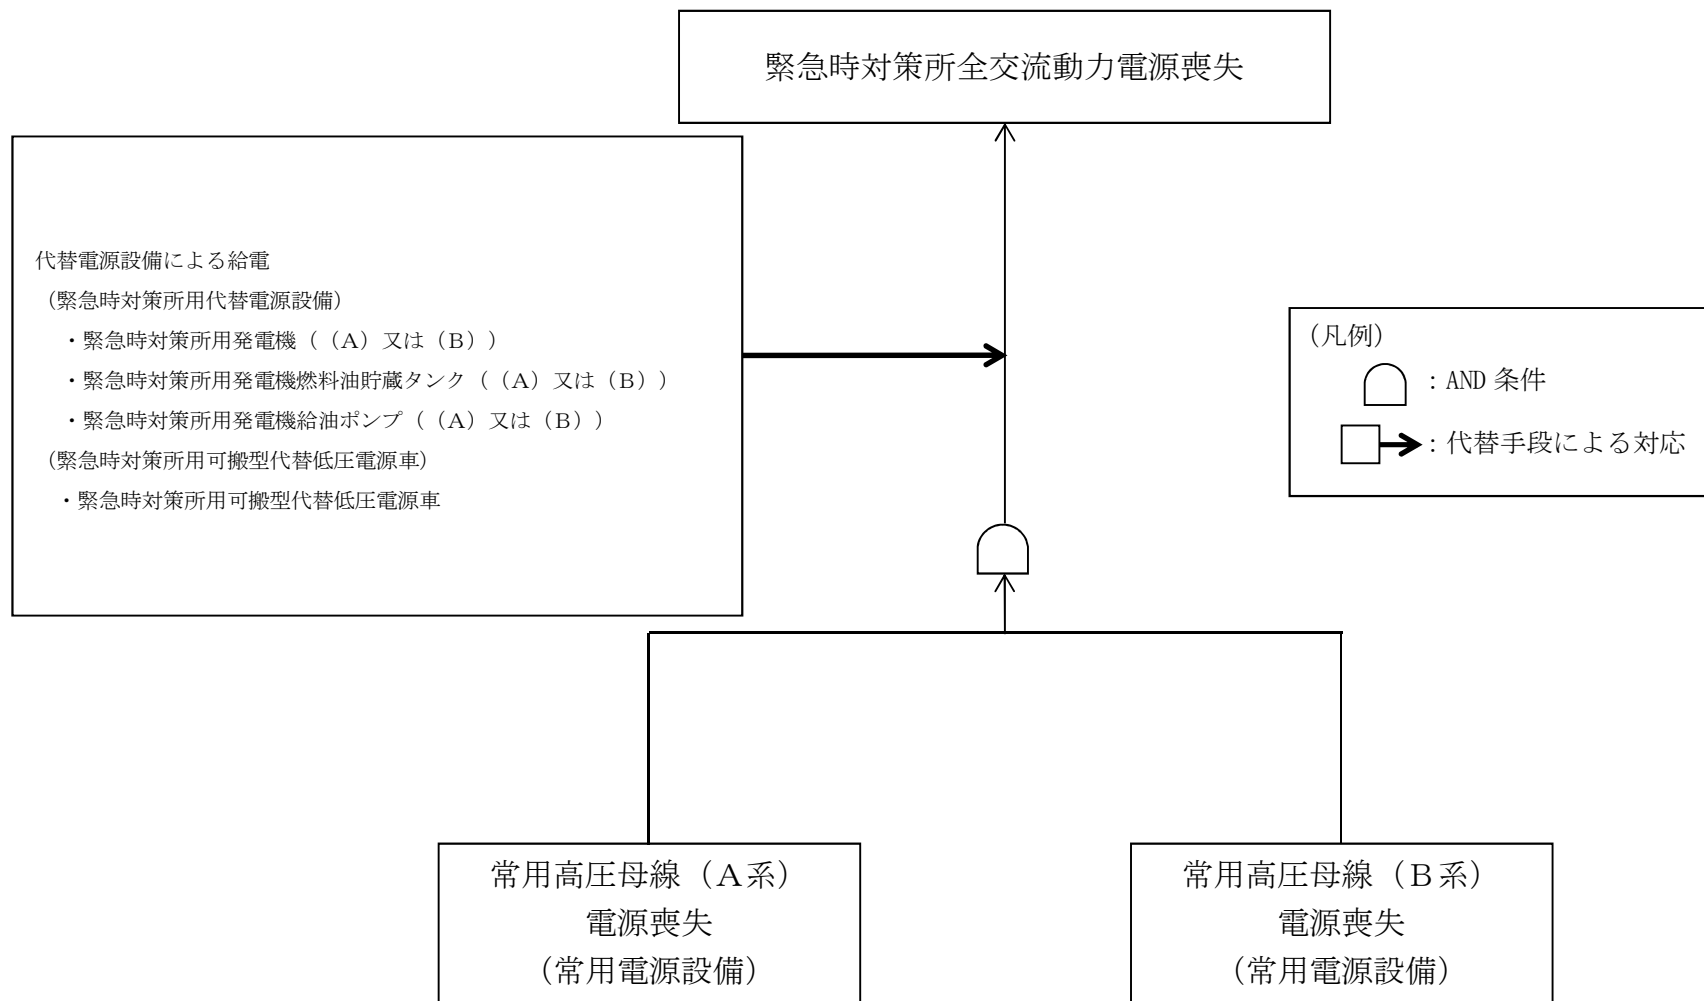 緊急時対策所全交流動力電源喪失
代替電源設備による給電
（緊急時対策所用代替電源設備）
・緊急時対策所用発電機（（Ａ）又は（Ｂ））
・緊急時対策所用発電機燃料油貯蔵タンク（（Ａ）又は（Ｂ））
・緊急時対策所用発電機給油ポンプ（（Ａ）又は（Ｂ））
（緊急時対策所用可搬型代替低圧電源車）
・緊急時対策所用可搬型代替低圧電源車
（凡例）
：AND 条件
：代替手段による対応
常用高圧母線（Ａ系）
電源喪失
（常用電源設備）
常用高圧母線（Ｂ系）
電源喪失
（常用電源設備）